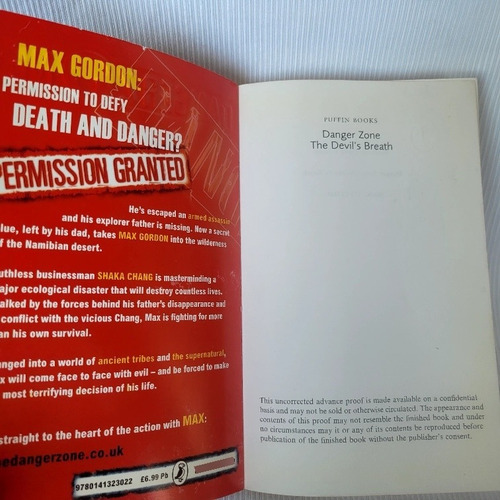 MAX GORDON:
PERMISSION TO DEFY
DEATH AND DANGER?
PERMISSION GRANTED
He's escaped an armed assassin
and his explorer father is missing. Now a secret
lue, left by his dad, takes MAX GORDON into the wilderness
f the Namibian desert.
uthless businessman SHAKA CHANG is masterminding a
ajor ecological disaster that will destroy countless lives.
alked by the forces behind his father's disappearance and
conflict with the vicious Chang, Max is fighting for more
an his own survival.
nged into a world of ancient tribes and the supernatural,
x will come face to face with evil – and be forced to make
most terrifying decision of his life.
straight to the heart of the action with MAX:
edangerzone.co.uk
9780141323022 £6.99 Pb
PUFFIN BOOKS
Danger Zone
The Devil's Breath
This uncorrected advance proof is made available on a confidential
basis and may not be sold or otherwise circulated. The appearance and
contents of this proof may not resemble the finished book and under
no circumstances may it or any of its contents be reproduced before
publication of the finished book without the publisher's consent.